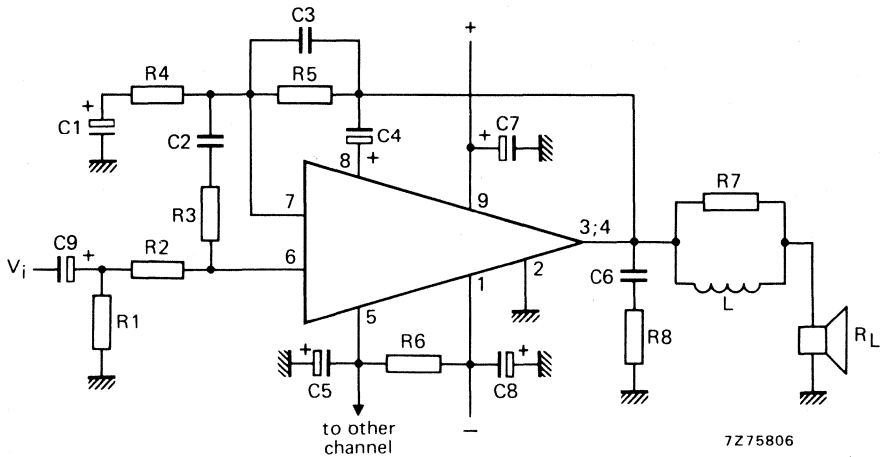 C3
+
R4
R5
+
C1
C2
C4
+
8
+
C7
R3
7
9
R7
C9
+
R2
6
3;4
Vi
2
1
C6
L
R1
5
R6
R8
RL
+
C5
+
C8
to other
channel
−
7Z75806